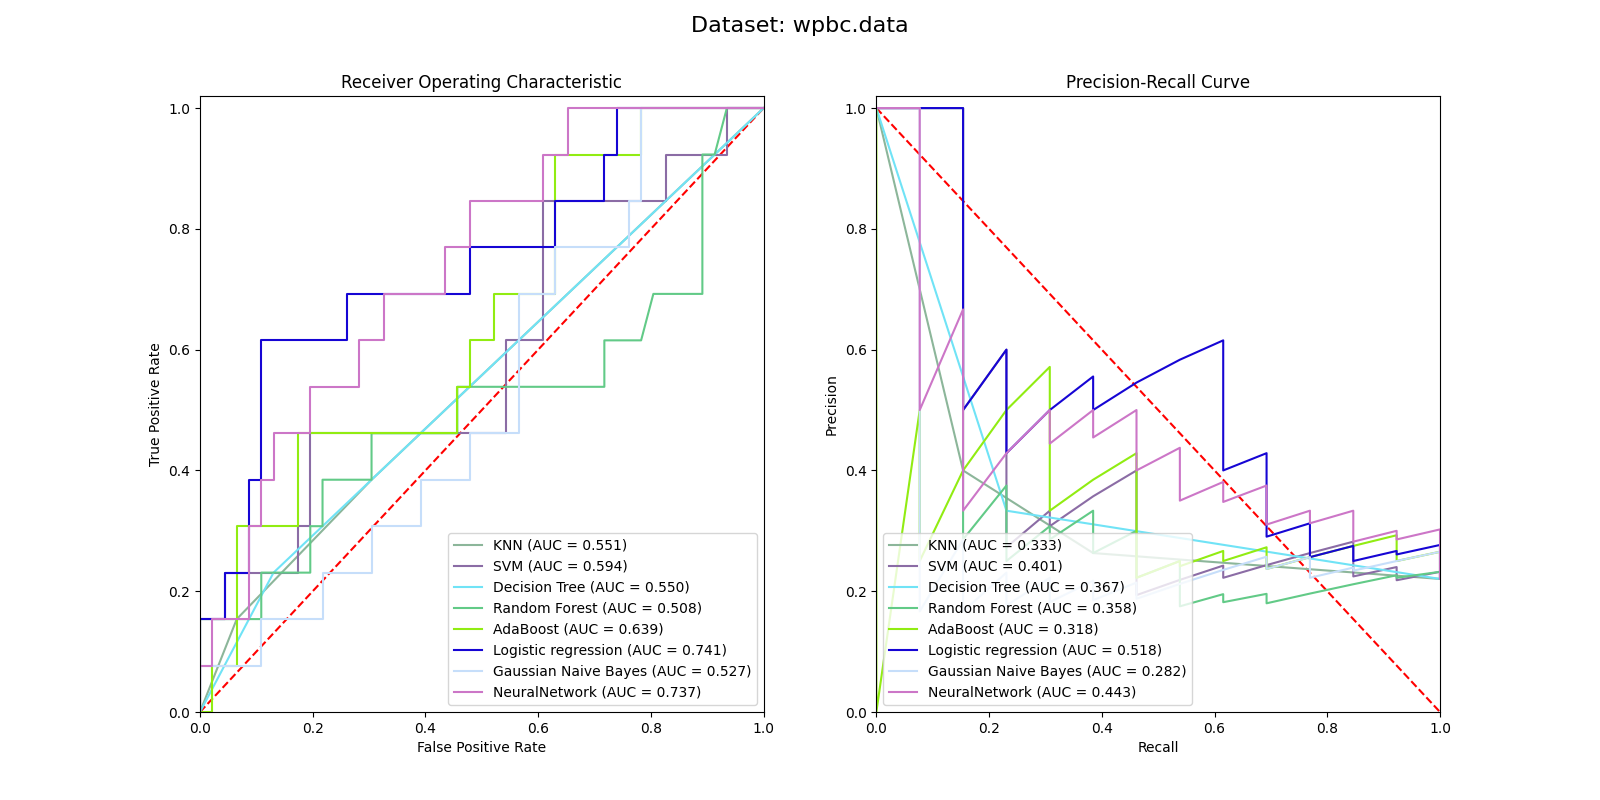 Dataset: wpbc.data
Receiver Operating Characteristic
True Positive Rate
1.0
0.8
0.6
0.4
0.2
0.0
KNN (AUC = 0.551)
SVM (AUC = 0.594)
Decision Tree (AUC = 0.550)
Random Forest (AUC = 0.508)
AdaBoost (AUC = 0.639)
Logistic regression (AUC = 0.741)
Gaussian Naive Bayes (AUC = 0.527)
NeuralNetwork (AUC = 0.737)
0.0 0.2 0.4 0.6 0.8 1.0
False Positive Rate
Precision-Recall Curve
Precision
1.0
0.8
0.6
0.4
0.2
0.0
KNN (AUC = 0.333)
SVM (AUC = 0.401)
Decision Tree (AUC = 0.367)
Random Forest (AUC = 0.358)
AdaBoost (AUC = 0.318)
Logistic regression (AUC = 0.518)
Gaussian Naive Bayes (AUC = 0.282)
NeuralNetwork (AUC = 0.443)
0.0 0.2 0.4 0.6 0.8 1.0
Recall